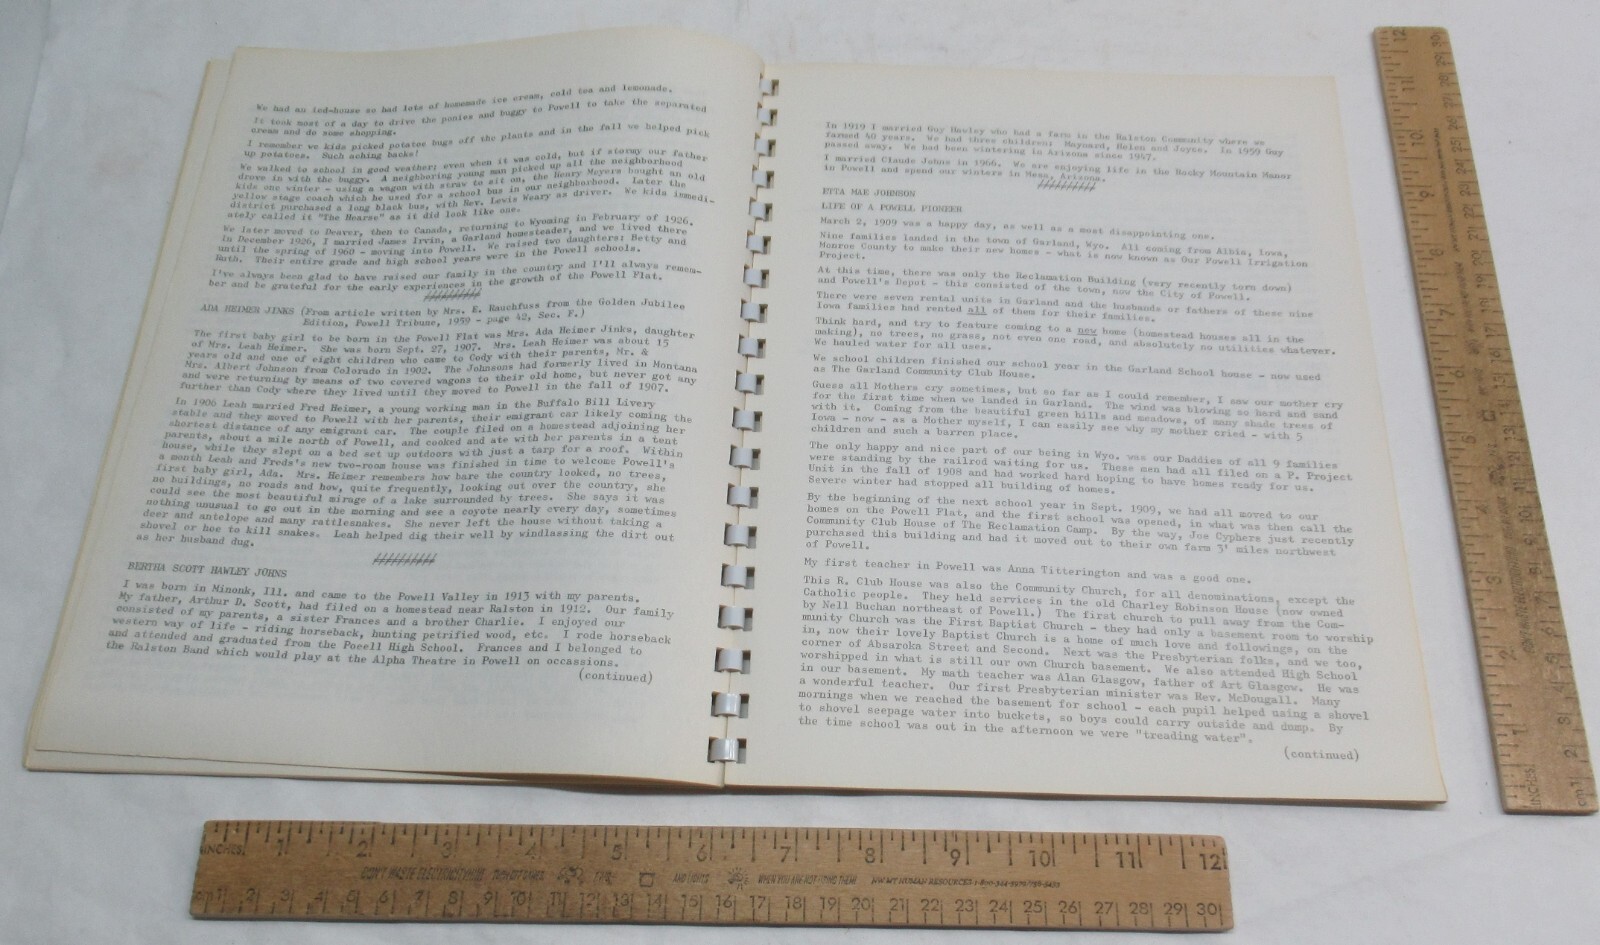 We had an iced-house so had lots of homemade ice cream, cold tea and lemonade.
It took most of a day to drive the ponies and buggy to Powell to take the separated
cream and do some shopping.
I remember we kids picked potatoe bugs off the plants and in the fall we helped pick
up potatoes. Such aching backs!
We walked to school in good weather; even when it was cold, but if stormy our father
drove in with the buggy. A neighboring young man picked up all the neighborhood
kids one winter - using a wagon with straw to sit on, the Henry Meyers bought an old
yellow stage coach which he used for a school bus in our neighborhood. Later the
district purchased a long black bus, with Rev. Lewis Weary as driver. We kids immedi-
ately called it "The Hearse" as it did look like one.
We later moved to Deaver, then to Canada, returning to Wyoming in February of 1926.
In December 1926, I married James Irvin, a Garland homesteader, and we lived there
until the spring of 1960 - moving into Powell. We raised two daughters: Betty and
Ruth. Their entire grade and high school years were in the Powell schools.
I've always been glad to have raised our family in the country and I'll always remem-
ber and be grateful for the early experiences in the growth of the Powell Flat.
##########
ADA HEIMER JINKS (From article written by Mrs. E. Rauchfuss from the Golden Jubilee
Edition, Powell Tribune, 1959 - page 42, Sec. F.)
The first baby girl to be born in the Powell Flat was Mrs. Ada Heimer Jinks, daughter
of Mrs. Leah Heimer. She was born Sept. 27, 1907. Mrs. Leah Heimer was about 15
years old and one of eight children who came to Cody with their parents, Mr. &
Mrs. Albert Johnson from Colorado in 1902. The Johnsons had formerly lived in Montana
and were returning by means of two covered wagons to their old home, but never got any
further than Cody where they lived until they moved to Powell in the fall of 1907.
In 1906 Leah married Fred Heimer, a young working man in the Buffalo Bill Livery
stable and they moved to Powell with her parents, their emigrant car likely coming the
shortest distance of any emigrant car. The couple filed on a homestead adjoining her
parents, about a mile north of Powell, and cooked and ate with her parents in a tent
house, while they slept on a bed set up outdoors with just a tarp for a roof. Within
a month Leah and Freds's new two-room house was finished in time to welcome Powell's
first baby girl, Ada. Mrs. Heimer remembers how bare the country looked, no trees,
no buildings, no roads and how, quite frequently, looking out over the country, she
could see the most beautiful mirage of a lake surrounded by trees. She says it was
nothing unusual to go out in the morning and see a coyote nearly every day, sometimes
deer and antelope and many rattlesnakes. She never left the house without taking a
shovel or hoe to kill snakes. Leah helped dig their well by windlassing the dirt out
as her husband dug.
##########
BERTHA SCOTT HAWLEY JOHNS
I was born in Minonk, Ill. and came to the Powell Valley in 1913 with my parents.
My father, Arthur D. Scott, had filed on a homestead near Ralston in 1912. Our family
consisted of my parents, a sister Frances and a brother Charlie. I enjoyed our
western way of life - riding horseback, hunting petrified wood, etc. I rode horseback
and attended and graduated from the Pocell High School. Frances and I belonged to
the Ralston Band which would play at the Alpha Theatre in Powell on occassions.
(continued)
In 1919 I married Guy Hawley who had a farm in the Ralston Community where we
farmed 40 years. We had three children; Maynard, Helen and Joyce. In 1959 Guy
passed away. We had been wintering in Arizona since 1947.
I married Claude Johns in 1966. We are enjoying life in the Rocky Mountain Manor
in Powell and spend our winters in Mesa, Arizona.
##########
ETTA MAE JOHNSON
LIFE OF A POWELL PIONEER
March 2, 1909 was a happy day, as well as a most disappointing one.
Nine families landed in the town of Garland, Wyo. All coming from Albia, Iowa,
Monroe County to make their new homes - what is now known as Our Powell Irrigation
Project.
At this time, there was only the Reclamation Building (very recently torn down)
and Powell's Depot - this consisted of the town, now the City of Powell.
There were seven rental units in Garland and the husbands or fathers of these nine
Iowa families had rented all of them for their families.
Think hard, and try to feature coming to a new home (homestead houses all in the
making), no trees, no grass, not even one road, and absolutely no utilities whatever.
We hauled water for all uses.
We school children finished our school year in the Garland School house - now used
as The Garland Community Club House.
Guess all Mothers cry sometimes, but so far as I could remember, I saw our mother cry
for the first time when we landed in Garland. The wind was blowing so hard and sand
with it. Coming from the beautiful green hills and meadows, of many shade trees of
Iowa - now - as a Mother myself, I can easily see why my mother cried - with 5
children and such a barren place.
The only happy and nice part of our being in Wyo. was our Daddies of all 9 families
were standing by the railrod waiting for us. These men had all filed on a P. Project
Unit in the fall of 1908 and had worked hard hoping to have homes ready for us.
Severe winter had stopped all building of homes.
By the beginning of the next school year in Sept. 1909, we had all moved to our
homes on the Powell Flat, and the first school was opened, in what was then call the
Community Club House of The Reclamation Camp. By the way, Joe Cyphers just recently
purchased this building and had it moved out to their own farm 3' miles northwest
of Powell.
My first teacher in Powell was Anna Titterington and was a good one.
This R. Club House was also the Community Church, for all denominations, except the
Catholic people. They held services in the old Charley Robinson House (now owned
by Nell Buchan northeast of Powell.) The first church to pull away from the Com-
munity Church was the First Baptist Church - they had only a basement room to worship
in, now their lovely Baptist Church is a home of much love and followings, on the
corner of Absaroka Street and Second. Next was the Presbyterian folks, and we too,
worshipped in what is still our own Church basement. We also attended High School
in our basement. My math teacher was Alan Glasgow, father of Art Glasgow. He was
a wonderful teacher. Our first Presbyterian minister was Rev. McDougall. Many
mornings when we reached the basement for school - each pupil helped using a shovel
to shovel seepage water into buckets, so boys could carry outside and dump. By
the time school was out in the afternoon we were "treading water".
(continued)
INCHES 1 2 3 4 5 6 7 8 9 10 11 12
DON'T WASTE ELECTRICITY AND LIGHTS WHEN YOU ARE NOT USING THEM
cm 1 2 3 4 5 6 7 8 9 10 11 12 13 14 15 16 17 18 19 20 21 22 23 24 25 26 27 28 29 30